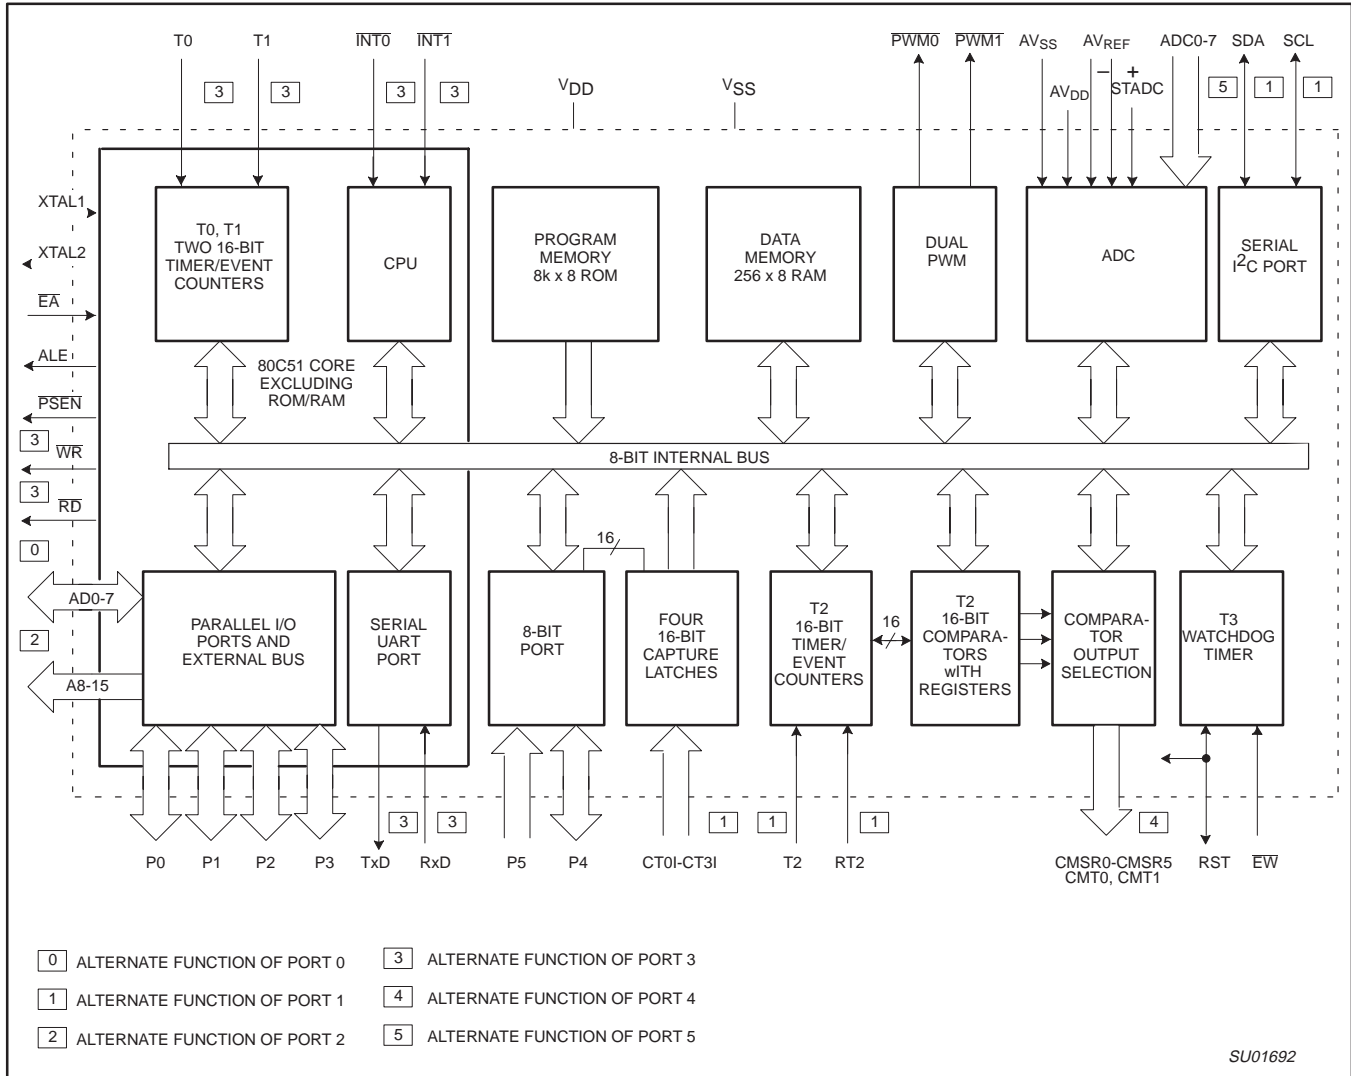 T0 T1 INT0 INT1 PWM0 PWM1 AVSS AVREF ADC0-7 SDA SCL
− +
3 3 3 3 VDD VSS AVDD STADC 5 1 1
XTAL1
XTAL2
EA
ALE
PSEN
3 WR
3 RD
0
AD0-7
2
A8-15
T0, T1
TWO 16-BIT
TIMER/EVENT
COUNTERS
CPU
PROGRAM
MEMORY
8k x 8 ROM
DATA
MEMORY
256 x 8 RAM
DUAL
PWM
ADC
SERIAL
I2C PORT
80C51 CORE
EXCLUDING
ROM/RAM
8-BIT INTERNAL BUS
PARALLEL I/O
PORTS AND
EXTERNAL BUS
SERIAL
UART
PORT
8-BIT
PORT
16
FOUR
16-BIT
CAPTURE
LATCHES
T2
16-BIT
TIMER/
EVENT
COUNTERS
16
T2
16-BIT
COMPARA-
TORS
wITH
REGISTERS
COMPARA-
TOR
OUTPUT
SELECTION
T3
WATCHDOG
TIMER
3 3 1 1 1 4
P0 P1 P2 P3 TxD RxD P5 P4 CT0I-CT3I T2 RT2 CMSR0-CMSR5 RST EW
CMT0, CMT1
0 ALTERNATE FUNCTION OF PORT 0
1 ALTERNATE FUNCTION OF PORT 1
2 ALTERNATE FUNCTION OF PORT 2
3 ALTERNATE FUNCTION OF PORT 3
4 ALTERNATE FUNCTION OF PORT 4
5 ALTERNATE FUNCTION OF PORT 5
SU01692